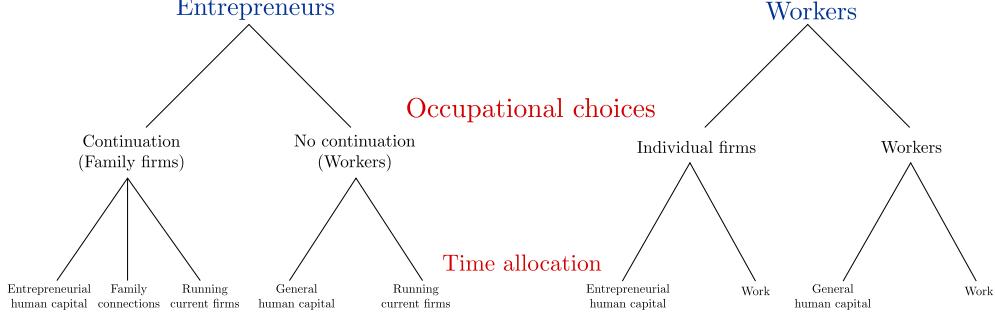 Entrepreneurs
Workers
Occupational choices
Continuation
(Family firms)
No continuation
(Workers)
Individual firms
Workers
Time allocation
Entrepreneurial
human capital
Family
connections
Running
current firms
General
human capital
Running
current firms
Entrepreneurial
human capital
Work
General
human capital
Work